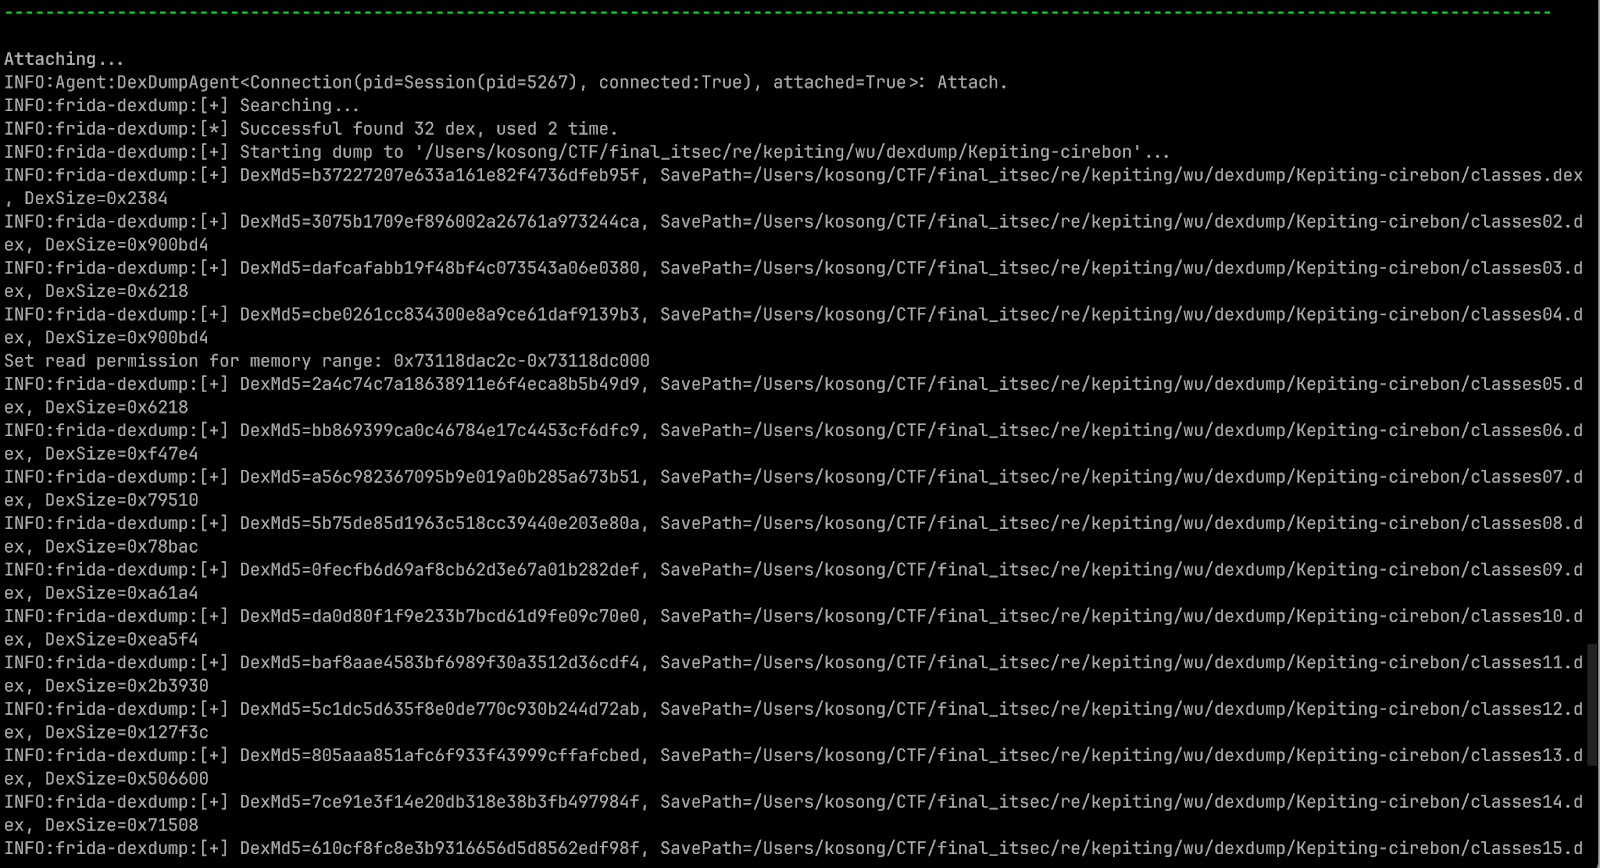 Attaching...
INFO:Agent:DexDumpAgent<Connection(pid=Session(pid=5267), connected:True), attached=True>: Attach.
INFO:frida-dexdump:[+] Searching...
INFO:frida-dexdump:[*] Successful found 32 dex, used 2 time.
INFO:frida-dexdump:[+] Starting dump to '/Users/kosong/CTF/final_itsec/re/kepiting/wu/dexdump/Kepiting-cirebon'...
INFO:frida-dexdump:[+] DexMd5=b37227207e633a161e82f4736dfeb95f, SavePath=/Users/kosong/CTF/final_itsec/re/kepiting/wu/dexdump/Kepiting-cirebon/classes.dex
, DexSize=0x2384
INFO:frida-dexdump:[+] DexMd5=3075b1709ef896002a26761a973244ca, SavePath=/Users/kosong/CTF/final_itsec/re/kepiting/wu/dexdump/Kepiting-cirebon/classes02.d
ex, DexSize=0x900bd4
INFO:frida-dexdump:[+] DexMd5=dafcafabb19f48bf4c073543a06e0380, SavePath=/Users/kosong/CTF/final_itsec/re/kepiting/wu/dexdump/Kepiting-cirebon/classes03.d
ex, DexSize=0x6218
INFO:frida-dexdump:[+] DexMd5=cbe0261cc834300e8a9ce61daf9139b3, SavePath=/Users/kosong/CTF/final_itsec/re/kepiting/wu/dexdump/Kepiting-cirebon/classes04.d
ex, DexSize=0x900bd4
Set read permission for memory range: 0x73118dac2c-0x73118dc000
INFO:frida-dexdump:[+] DexMd5=2a4c74c7a18638911e6f4eca8b5b49d9, SavePath=/Users/kosong/CTF/final_itsec/re/kepiting/wu/dexdump/Kepiting-cirebon/classes05.d
ex, DexSize=0x6218
INFO:frida-dexdump:[+] DexMd5=bb869399ca0c46784e17c4453cf6dfc9, SavePath=/Users/kosong/CTF/final_itsec/re/kepiting/wu/dexdump/Kepiting-cirebon/classes06.d
ex, DexSize=0xf47e4
INFO:frida-dexdump:[+] DexMd5=a56c982367095b9e019a0b285a673b51, SavePath=/Users/kosong/CTF/final_itsec/re/kepiting/wu/dexdump/Kepiting-cirebon/classes07.d
ex, DexSize=0x79510
INFO:frida-dexdump:[+] DexMd5=5b75de85d1963c518cc39440e203e80a, SavePath=/Users/kosong/CTF/final_itsec/re/kepiting/wu/dexdump/Kepiting-cirebon/classes08.d
ex, DexSize=0x78bac
INFO:frida-dexdump:[+] DexMd5=0fecfb6d69af8cb62d3e67a01b282def, SavePath=/Users/kosong/CTF/final_itsec/re/kepiting/wu/dexdump/Kepiting-cirebon/classes09.d
ex, DexSize=0xa61a4
INFO:frida-dexdump:[+] DexMd5=da0d80f1f9e233b7bcd61d9fe09c70e0, SavePath=/Users/kosong/CTF/final_itsec/re/kepiting/wu/dexdump/Kepiting-cirebon/classes10.d
ex, DexSize=0xea5f4
INFO:frida-dexdump:[+] DexMd5=baf8aae4583bf6989f30a3512d36cdf4, SavePath=/Users/kosong/CTF/final_itsec/re/kepiting/wu/dexdump/Kepiting-cirebon/classes11.d
ex, DexSize=0x2b3930
INFO:frida-dexdump:[+] DexMd5=5c1dc5d635f8e0de770c930b244d72ab, SavePath=/Users/kosong/CTF/final_itsec/re/kepiting/wu/dexdump/Kepiting-cirebon/classes12.d
ex, DexSize=0x127f3c
INFO:frida-dexdump:[+] DexMd5=805aaa851afc6f933f43999cffafcbed, SavePath=/Users/kosong/CTF/final_itsec/re/kepiting/wu/dexdump/Kepiting-cirebon/classes13.d
ex, DexSize=0x506600
INFO:frida-dexdump:[+] DexMd5=7ce91e3f14e20db318e38b3fb497984f, SavePath=/Users/kosong/CTF/final_itsec/re/kepiting/wu/dexdump/Kepiting-cirebon/classes14.d
ex, DexSize=0x71508
INFO:frida-dexdump:[+] DexMd5=610cf8fc8e3b9316656d5d8562edf98f, SavePath=/Users/kosong/CTF/final_itsec/re/kepiting/wu/dexdump/Kepiting-cirebon/classes15.d